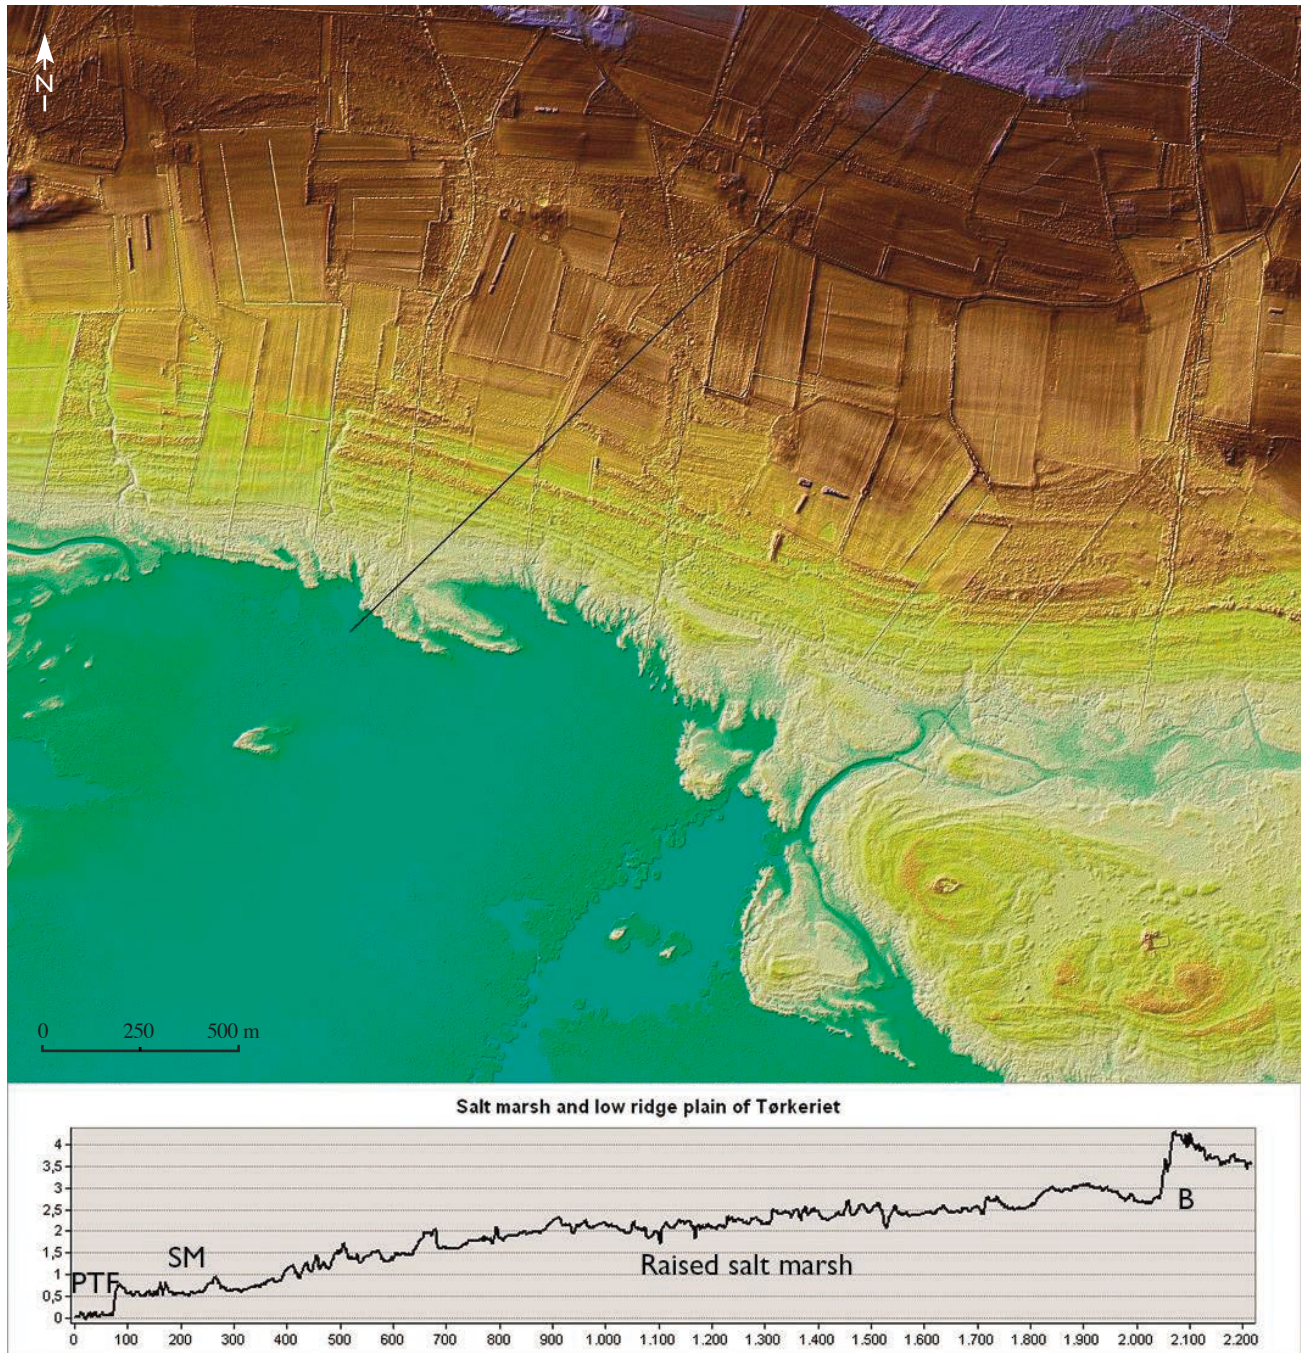 N
0 250 500 m
Salt marsh and low ridge plain of Tørkeriet
4
3,5
3
2,5
2
1,5
1
0,5
0
B
SM
Raised salt marsh
PTF
0 100 200 300 400 500 600 700 800 900 1.000 1.100 1.200 1.300 1.400 1.500 1.600 1.700 1.800 1.900 2.000 2.100 2.200